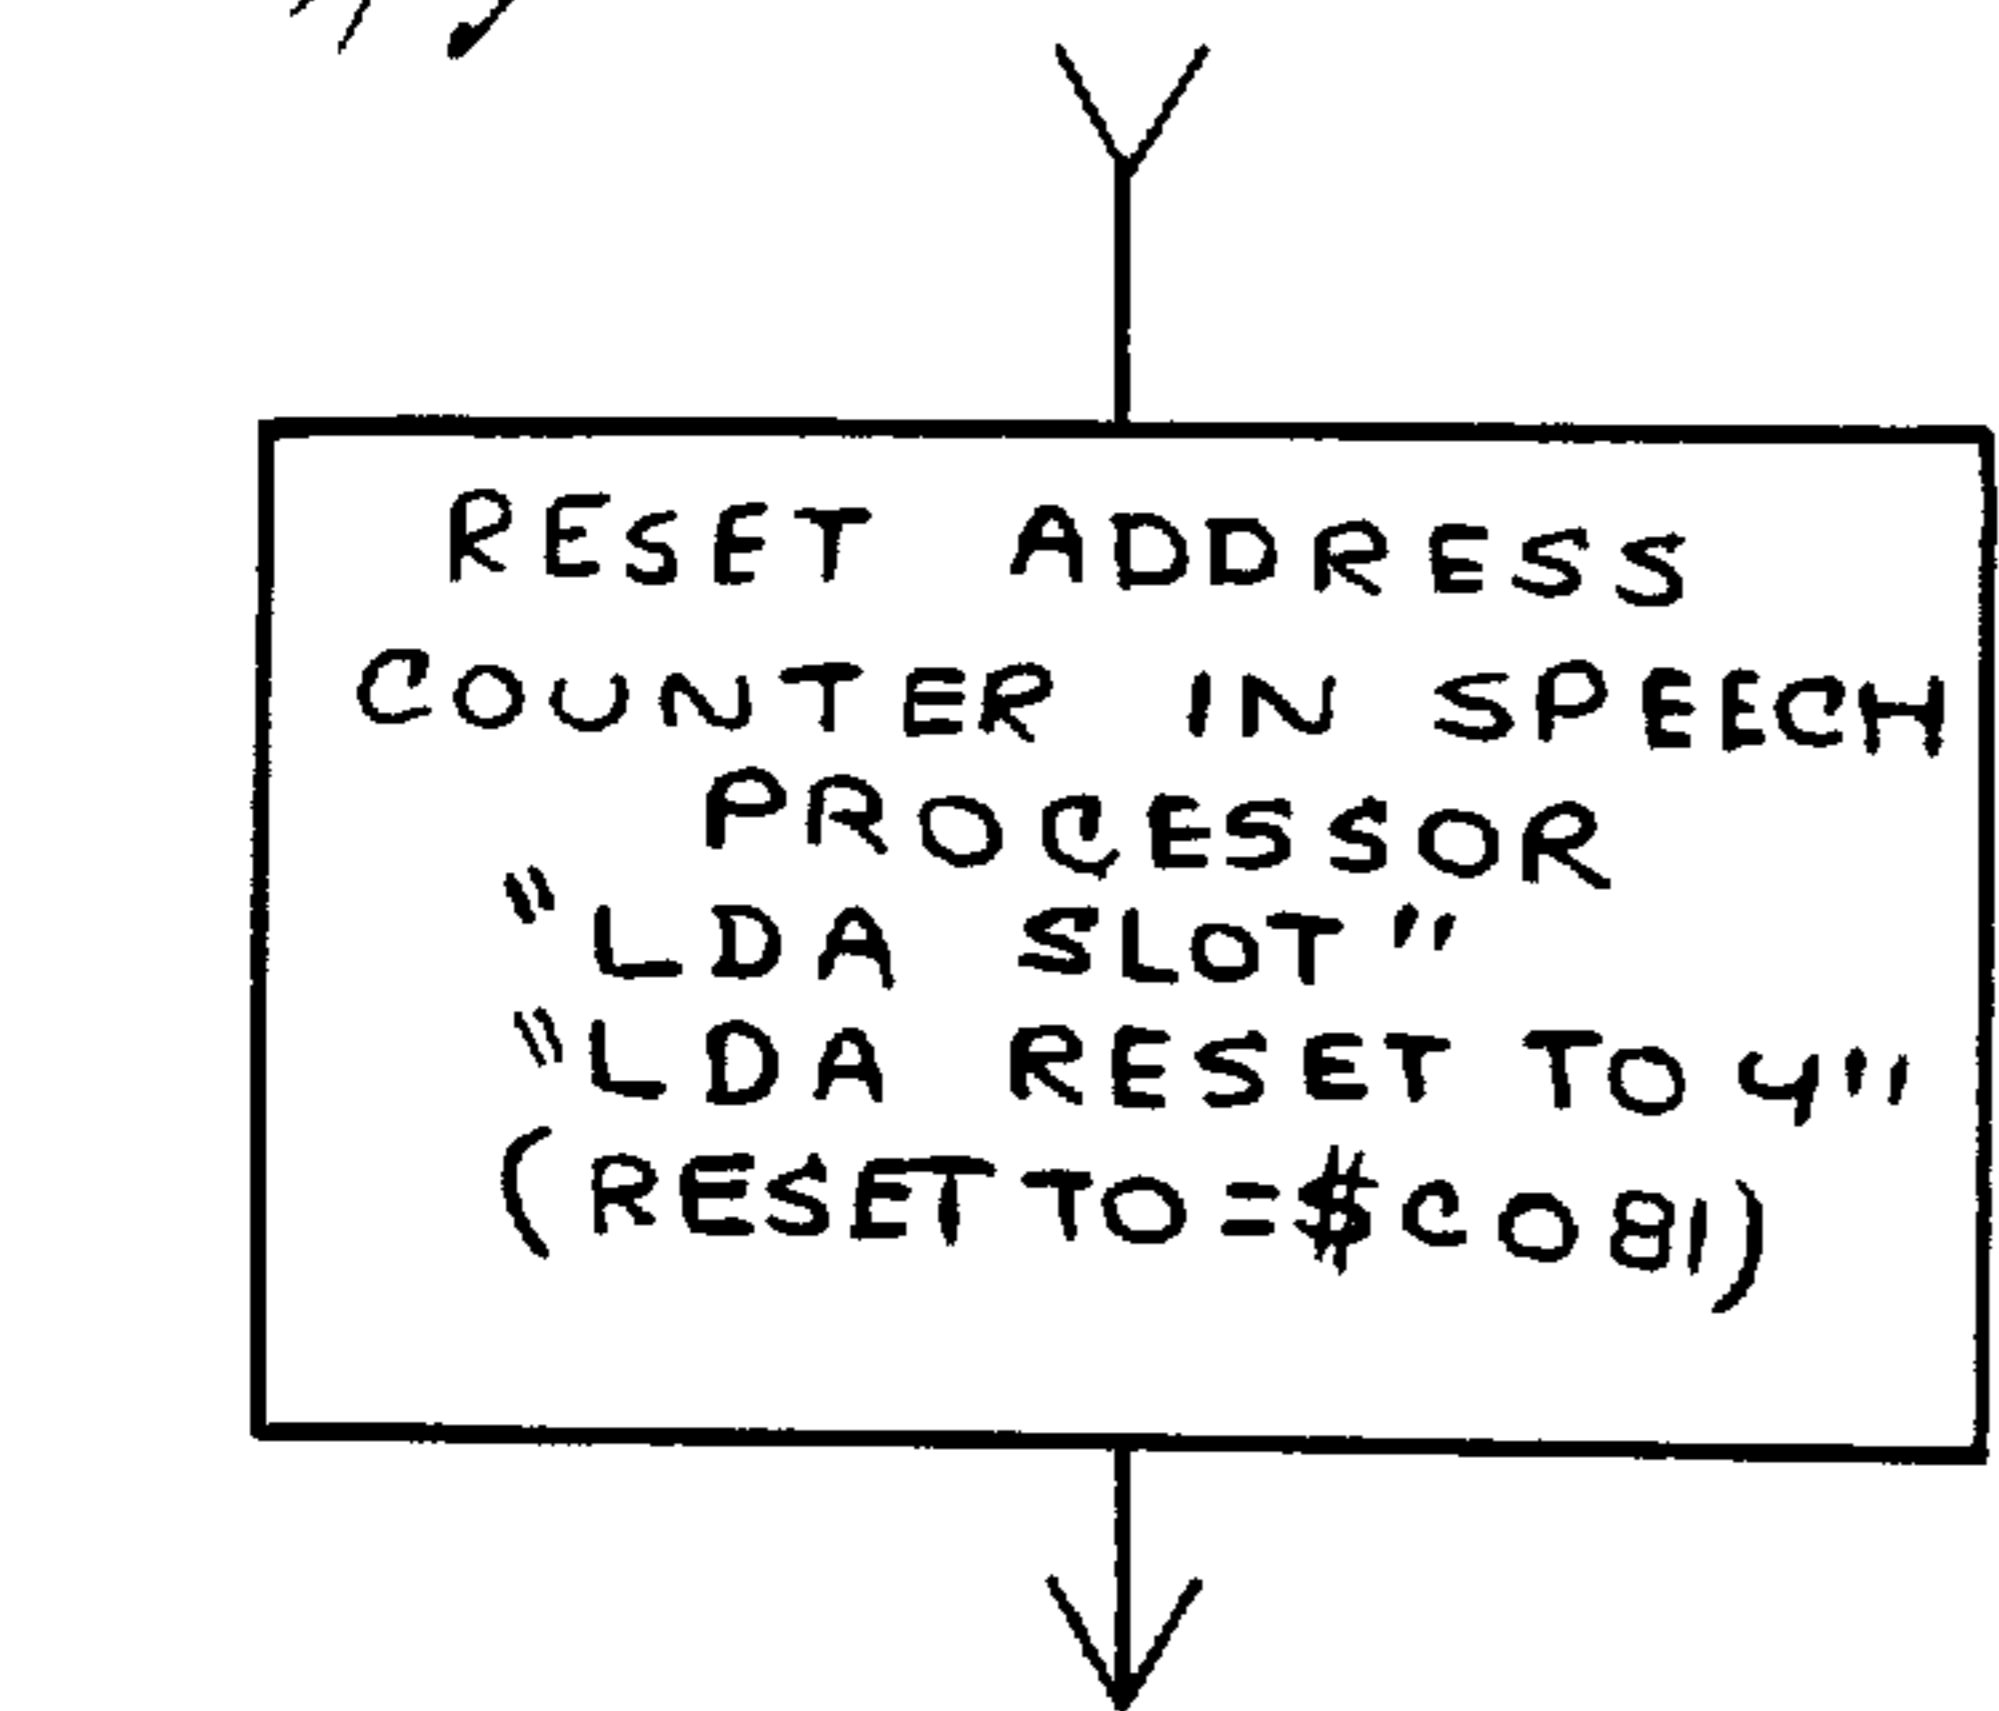 RESET ADDRESS
COUNTER IN SPEECH
PROCESSOR
"LDA SLOT"
"LDA RESET TO 4"
(RESET TO = $C081)